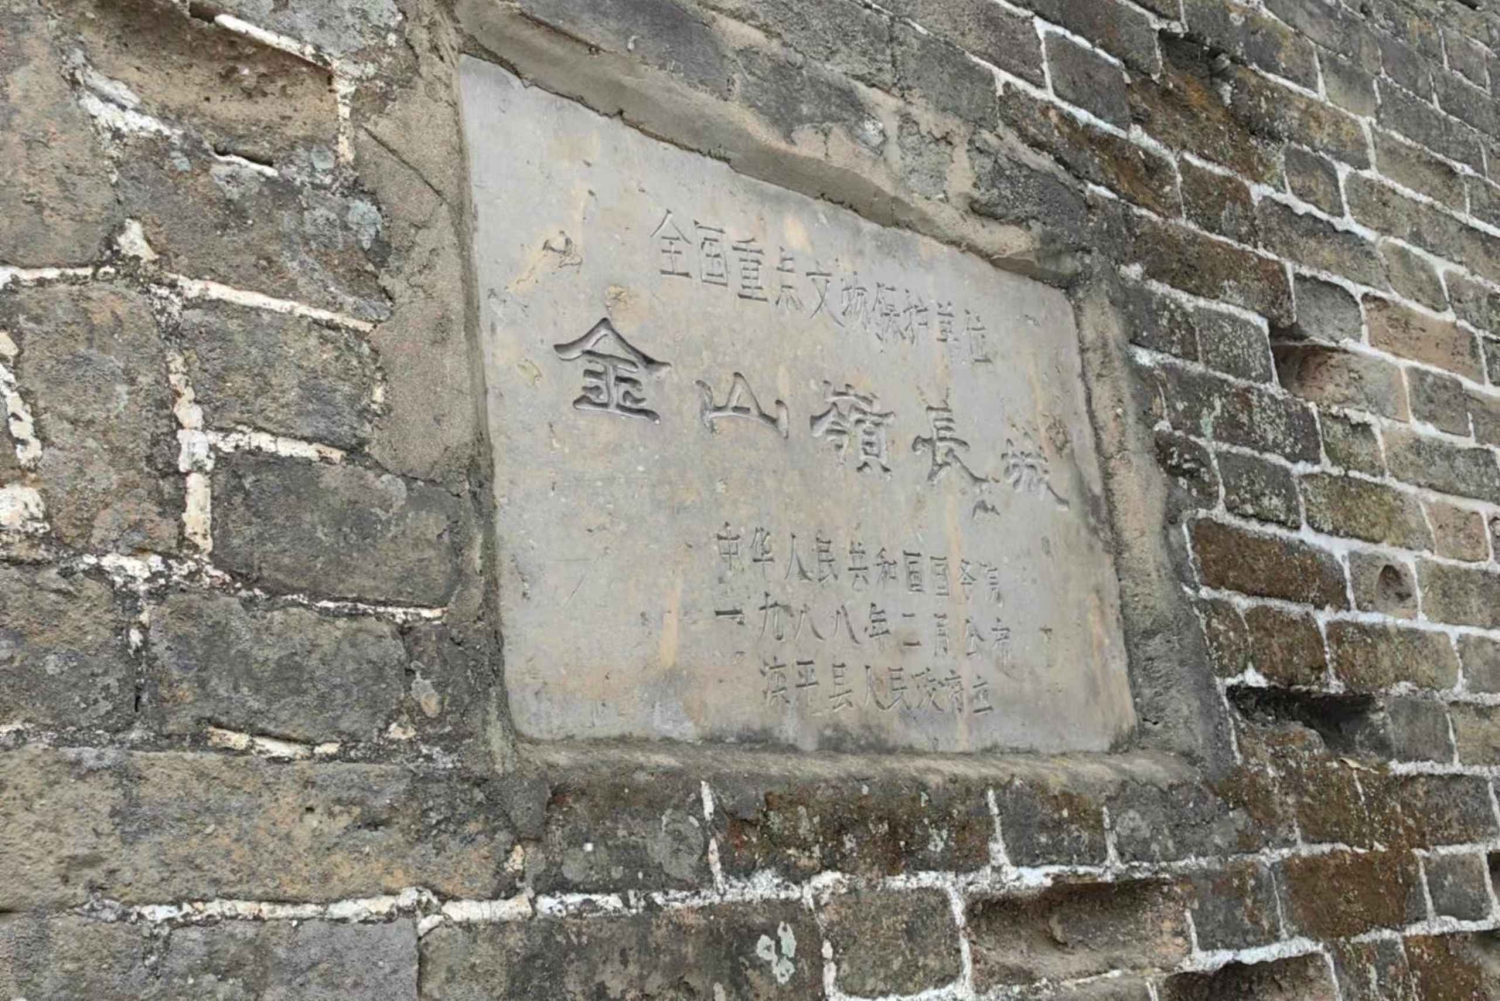 全国重点文物保护单位
金山嶺長城
中华人民共和国国务院
一九八八年二月公布
滦平县人民政府立